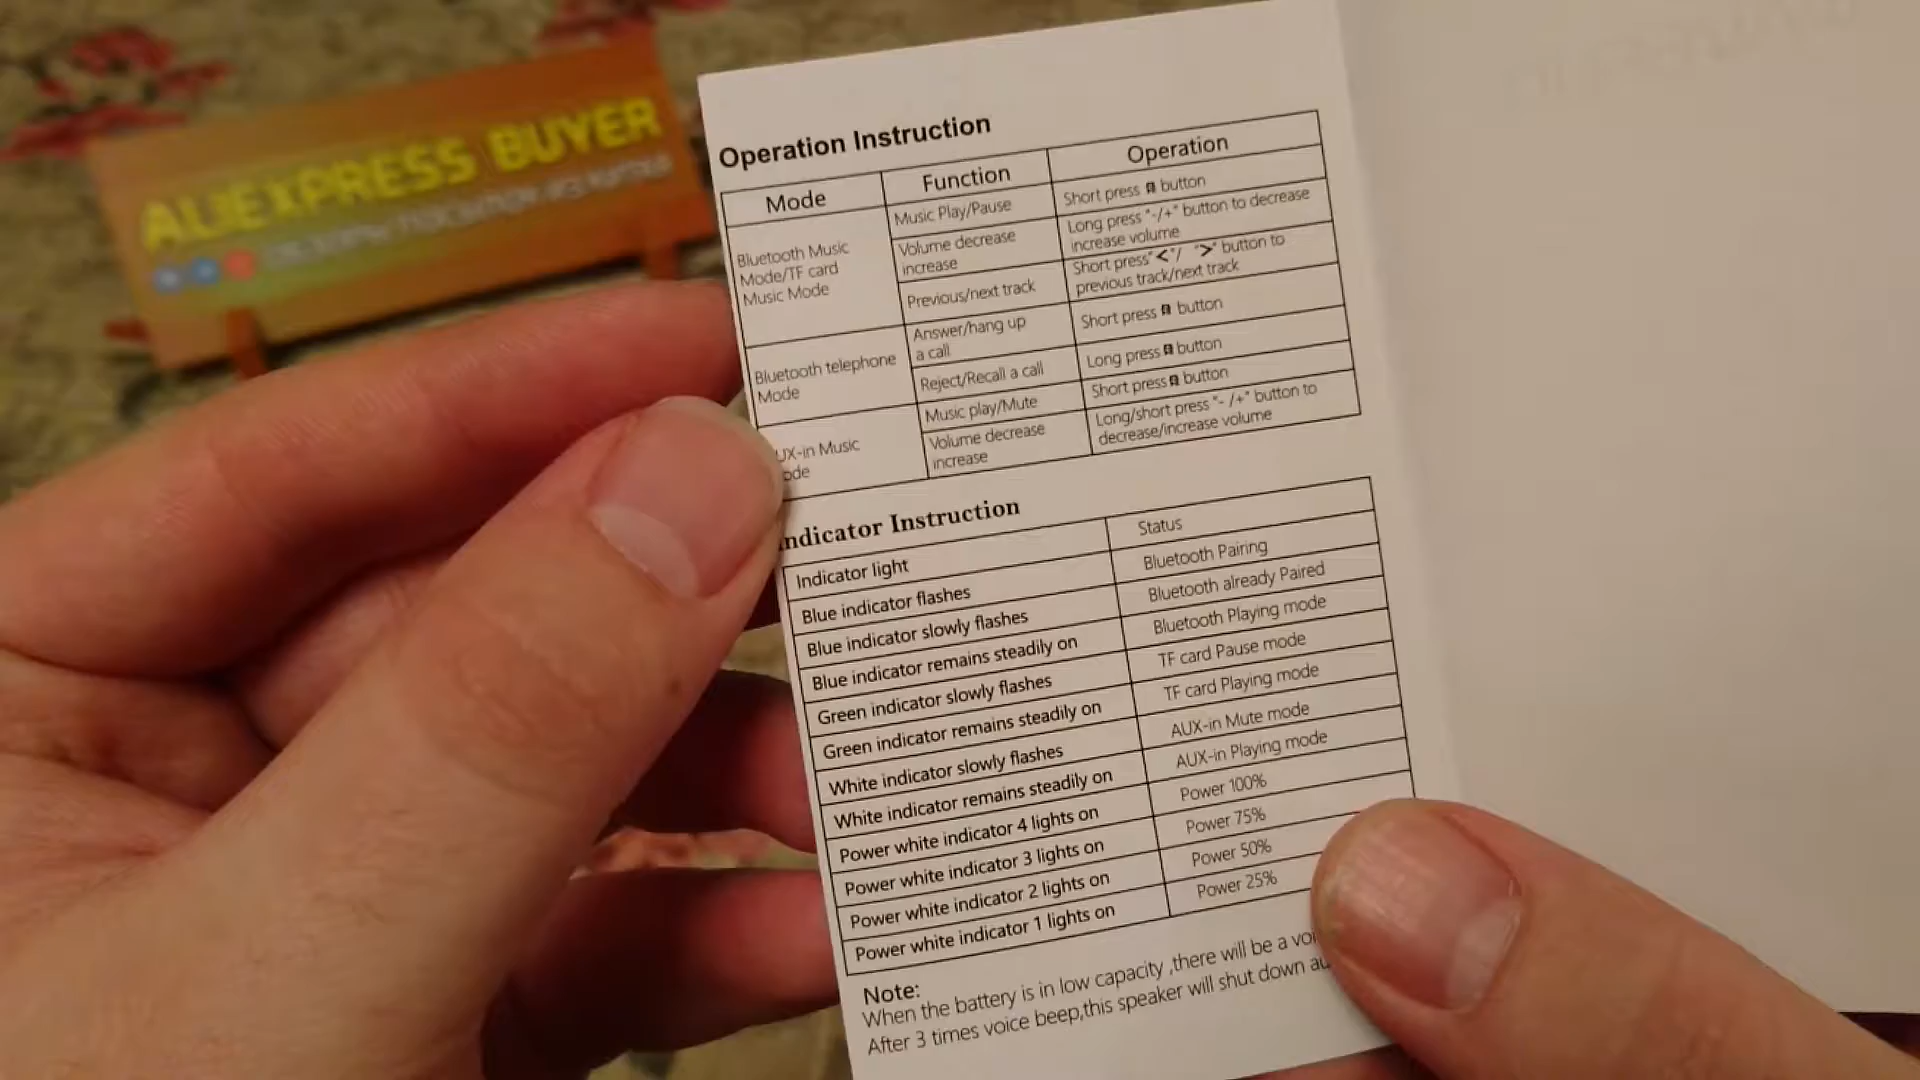 ALIEXPRESS BUYER
Operation Instruction
Mode Function Operation
Bluetooth Music
Mode/TF card
Music Mode
Music Play/Pause
Short press button
Volume decrease
increase
Long press "-/+" button to decrease
increase volume
Previous/next track
Short press"<"/ ">" button to
previous track/next track
Bluetooth telephone
Mode
Answer/hang up
a call
Short press button
Reject/Recall a call
Long press button
UX-in Music
ode
Music play/Mute
Short press button
Volume decrease
increase
Long/short press "- /+" button to
decrease/increase volume
ndicator Instruction
Indicator light Status
Blue indicator flashes Bluetooth Pairing
Blue indicator slowly flashes Bluetooth already Paired
Blue indicator remains steadily on Bluetooth Playing mode
Green indicator slowly flashes TF card Pause mode
Green indicator remains steadily on TF card Playing mode
White indicator slowly flashes AUX-in Mute mode
White indicator remains steadily on AUX-in Playing mode
Power white indicator 4 lights on Power 100%
Power white indicator 3 lights on Power 75%
Power white indicator 2 lights on Power 50%
Power white indicator 1 lights on Power 25%
Note:
When the battery is in low capacity ,there will be a voi
After 3 times voice beep,this speaker will shut down au